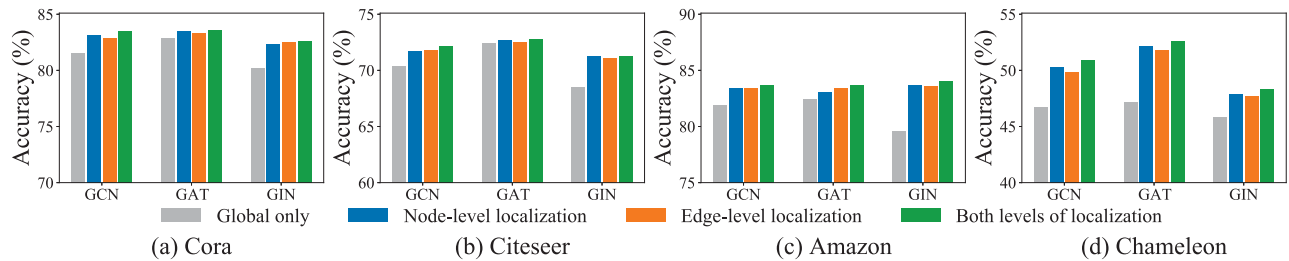 Accuracy (%)
85
80
75
70
GCN
GAT
GIN
Accuracy (%)
75
70
65
60
GCN
GAT
GIN
Accuracy (%)
90
85
80
75
GCN
GAT
GIN
Accuracy (%)
55
50
45
40
GCN
GAT
GIN
Global only
Node-level localization
Edge-level localization
Both levels of localization
(a) Cora
(b) Citeseer
(c) Amazon
(d) Chameleon